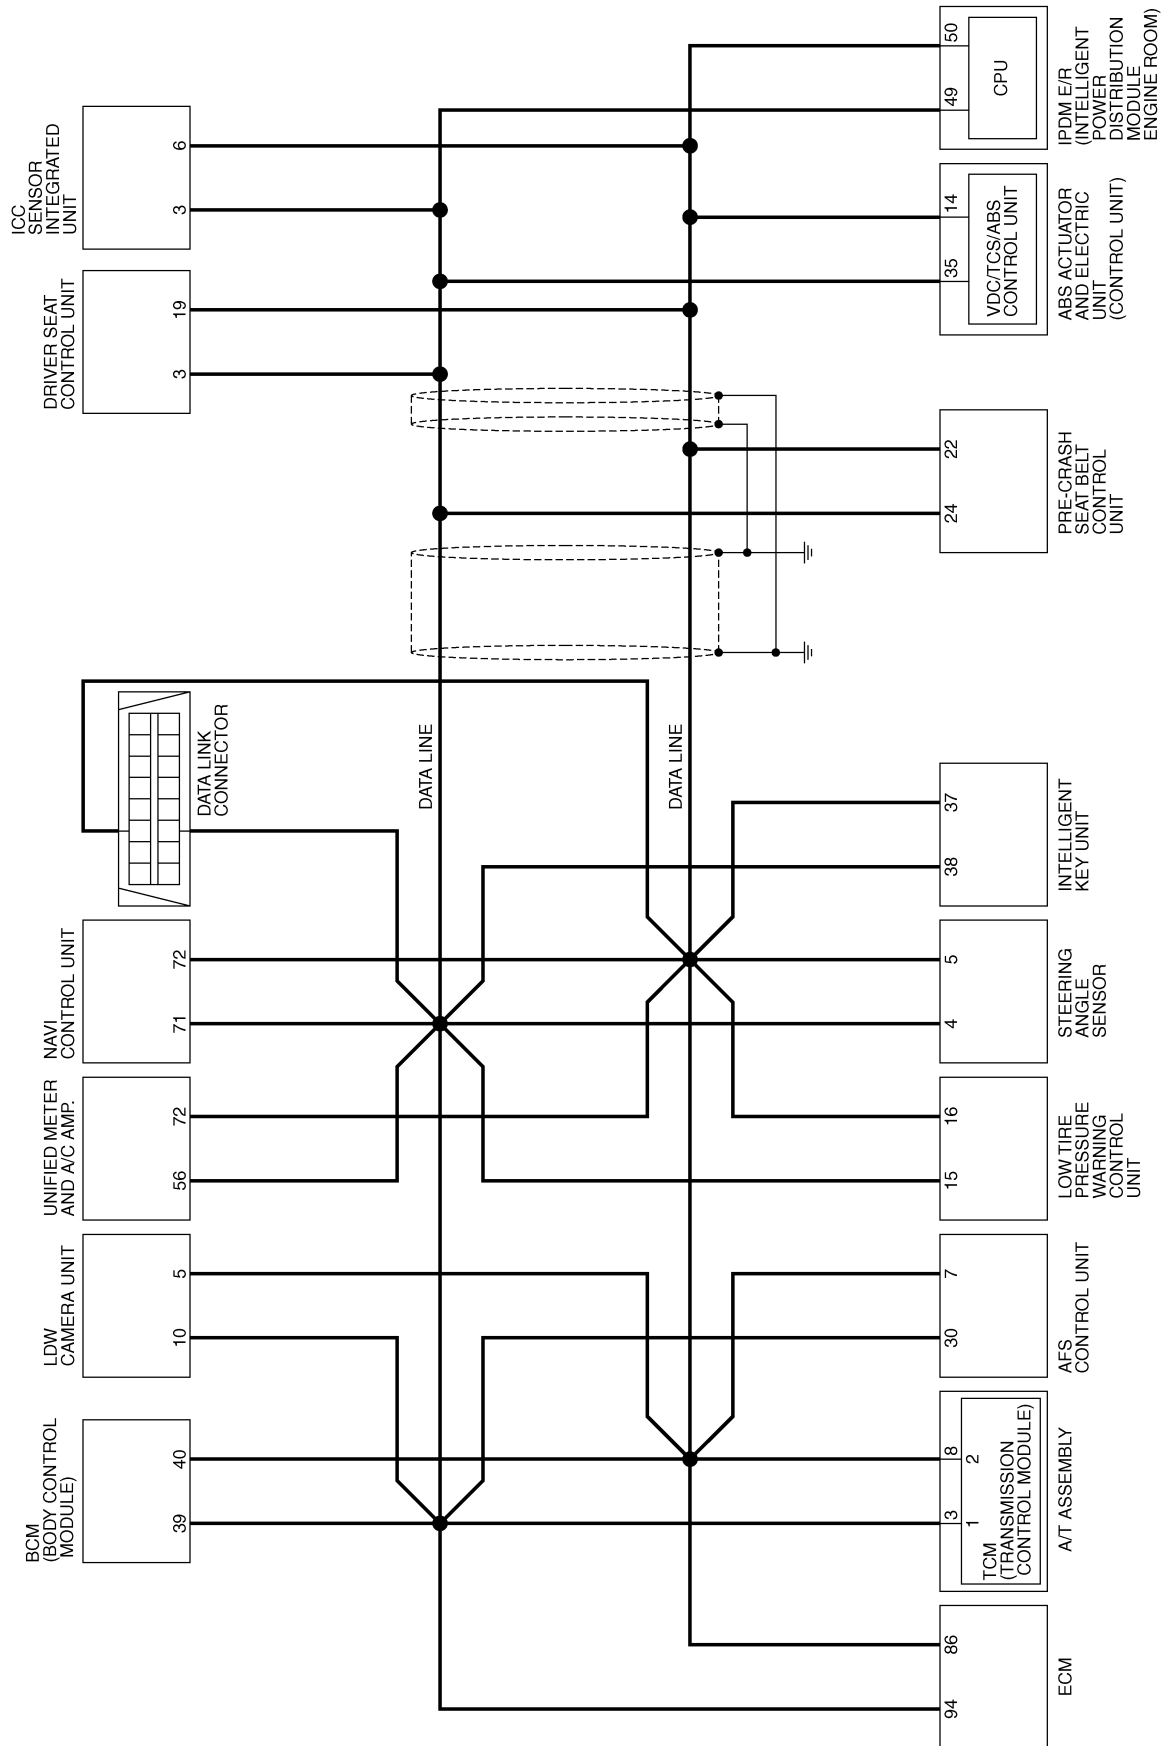 BCM
(BODY CONTROL
MODULE)
39
40
LDW
CAMERA UNIT
10
5
UNIFIED METER
AND A/C AMP.
56
72
NAVI
CONTROL UNIT
71
72
DATA LINK
CONNECTOR
DRIVER SEAT
CONTROL UNIT
3
19
ICC
SENSOR
INTEGRATED
UNIT
3
6
DATA LINE
DATA LINE
94
86
ECM
3
8
1
2
TCM
(TRANSMISSION
CONTROL MODULE)
A/T ASSEMBLY
30
7
AFS
CONTROL UNIT
15
16
LOW TIRE
PRESSURE
WARNING
CONTROL
UNIT
4
5
STEERING
ANGLE
SENSOR
38
37
INTELLIGENT
KEY UNIT
24
22
PRE-CRASH
SEAT BELT
CONTROL
UNIT
35
14
VDC/TCS/ABS
CONTROL UNIT
ABS ACTUATOR
AND ELECTRIC
UNIT
(CONTROL UNIT)
49
50
CPU
IPDM E/R
(INTELLIGENT
POWER
DISTRIBUTION
MODULE
ENGINE ROOM)